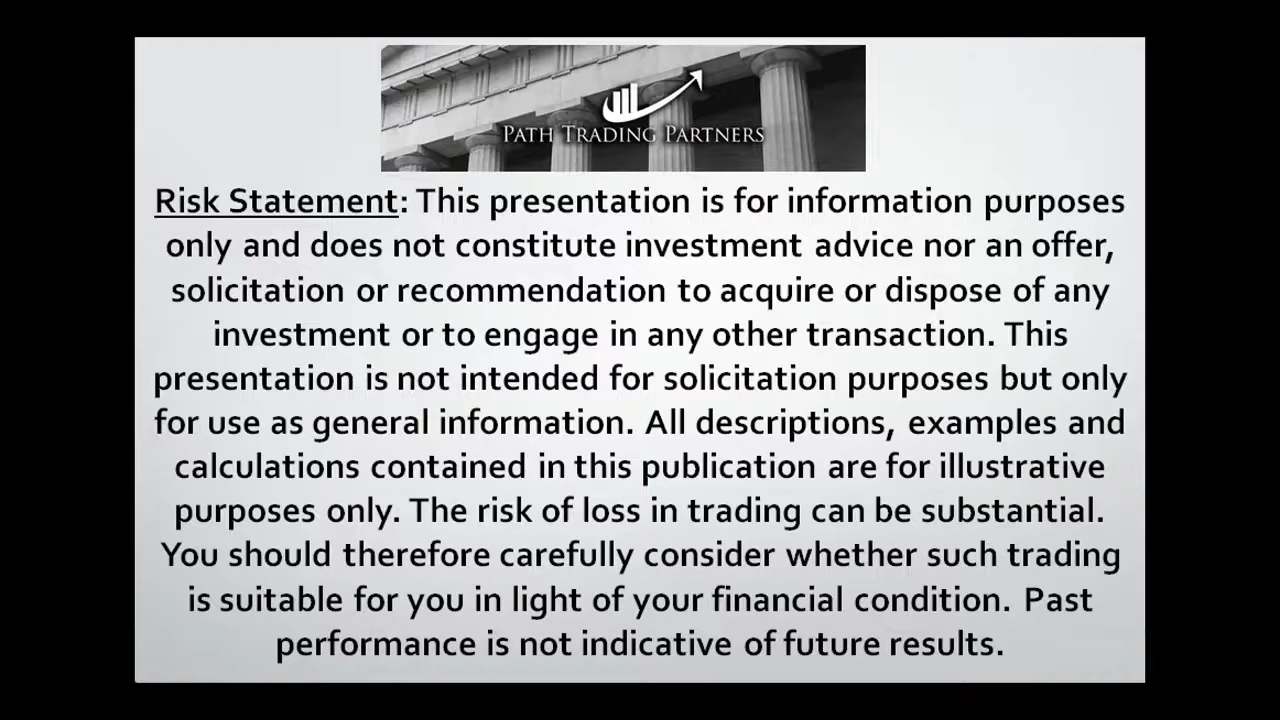 PATH TRADING PARTNERS
Risk Statement: This presentation is for information purposes
only and does not constitute investment advice nor an offer,
solicitation or recommendation to acquire or dispose of any
investment or to engage in any other transaction. This
presentation is not intended for solicitation purposes but only
for use as general information. All descriptions, examples and
calculations contained in this publication are for illustrative
purposes only. The risk of loss in trading can be substantial.
You should therefore carefully consider whether such trading
is suitable for you in light of your financial condition. Past
performance is not indicative of future results.